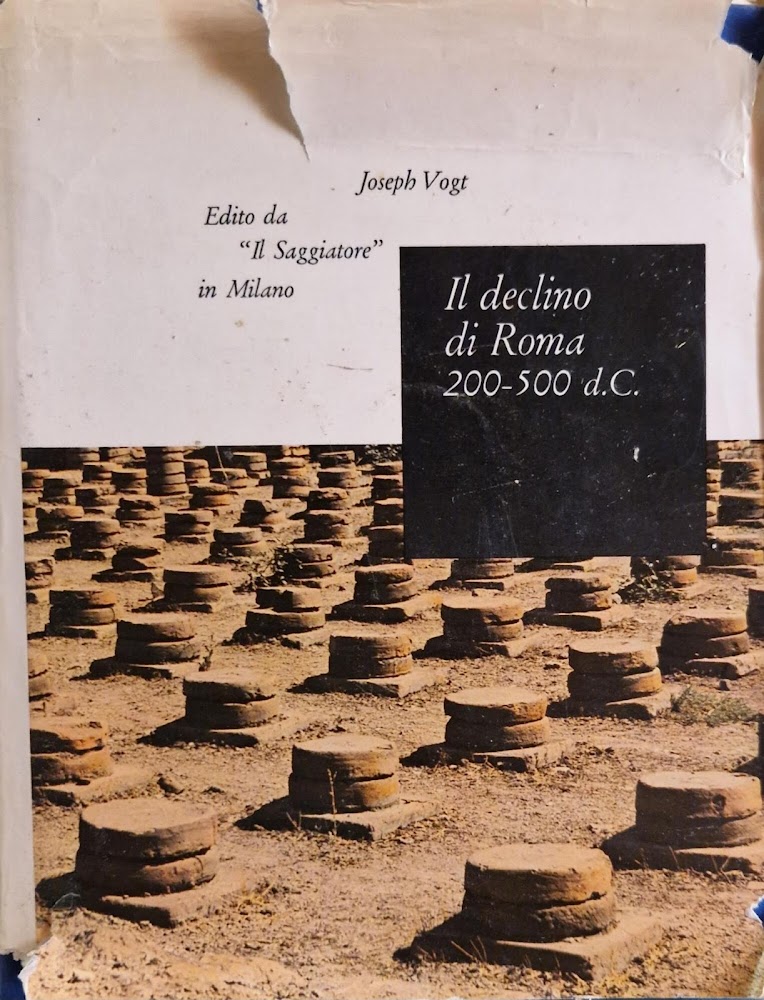 Joseph Vogt
Edito da
“Il Saggiatore”
in Milano
Il declino
di Roma
200-500 d.C.